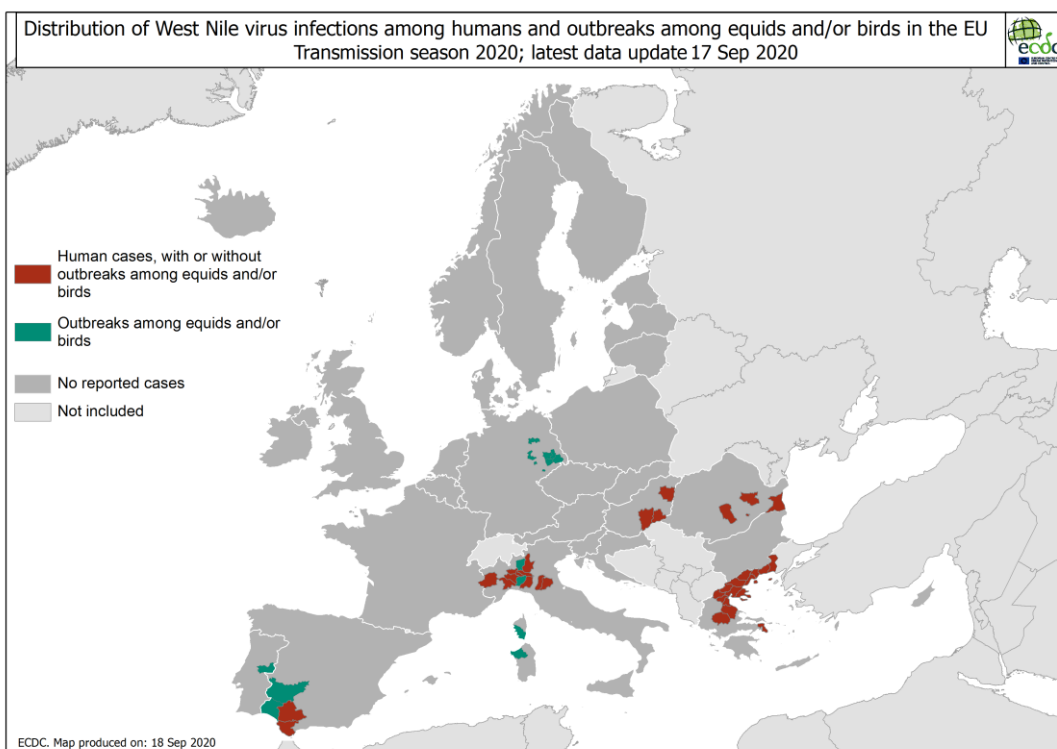 Distribution of West Nile virus infections among humans and outbreaks among equids and/or birds in the EU
Transmission season 2020; latest data update 17 Sep 2020
ecdc
Human cases, with or without
outbreaks among equids and/or
birds
Outbreaks among equids and/or
birds
No reported cases
Not included
ECDC. Map produced on: 18 Sep 2020